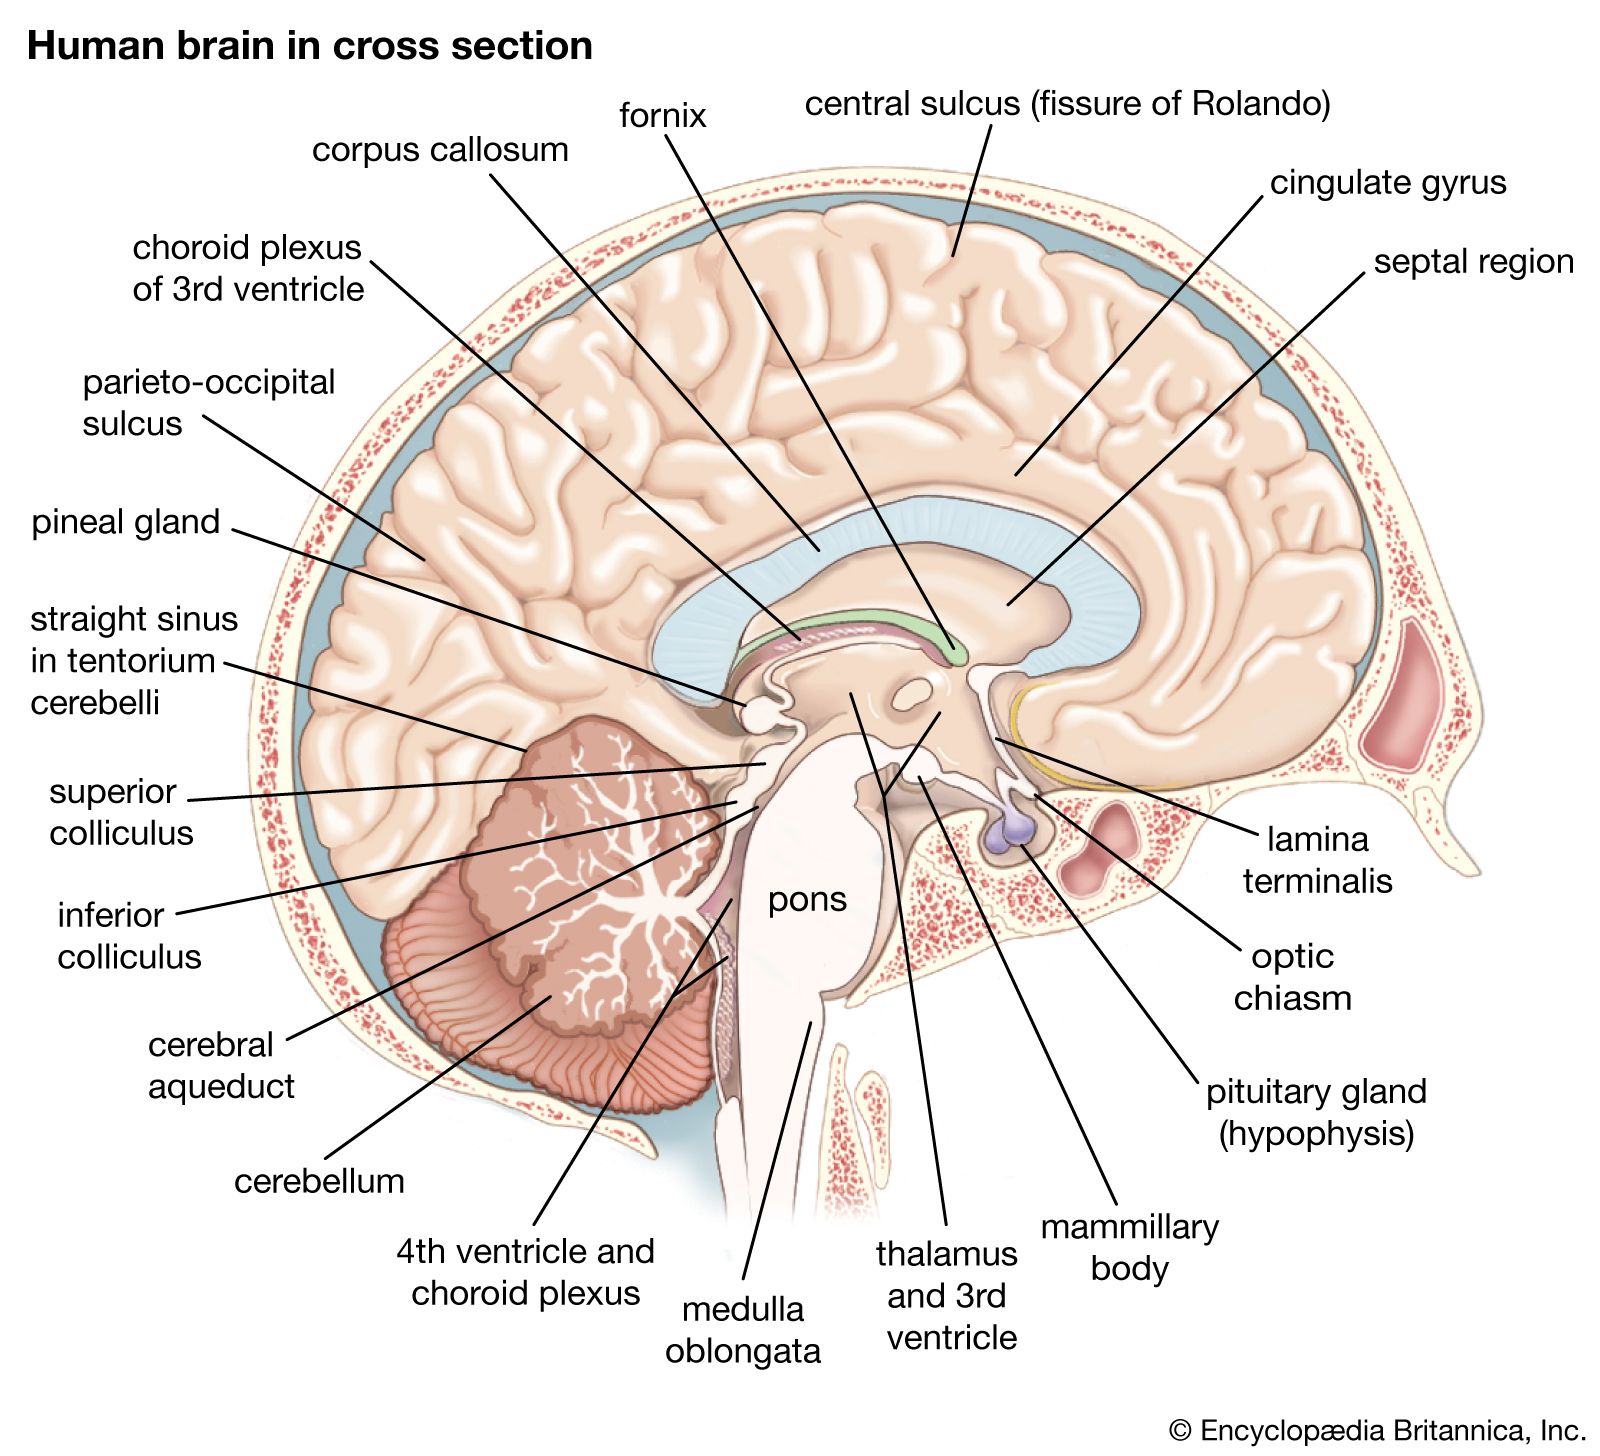 Human brain in cross section
fornix
central sulcus (fissure of Rolando)
corpus callosum
cingulate gyrus
choroid plexus
of 3rd ventricle
septal region
parieto-occipital
sulcus
pineal gland
straight sinus
in tentorium
cerebelli
superior
colliculus
lamina
terminalis
pons
inferior
colliculus
optic
chiasm
cerebral
aqueduct
pituitary gland
(hypophysis)
cerebellum
4th ventricle and
choroid plexus
medulla
oblongata
thalamus
and 3rd
ventricle
mammillary
body
© Encyclopædia Britannica, Inc.